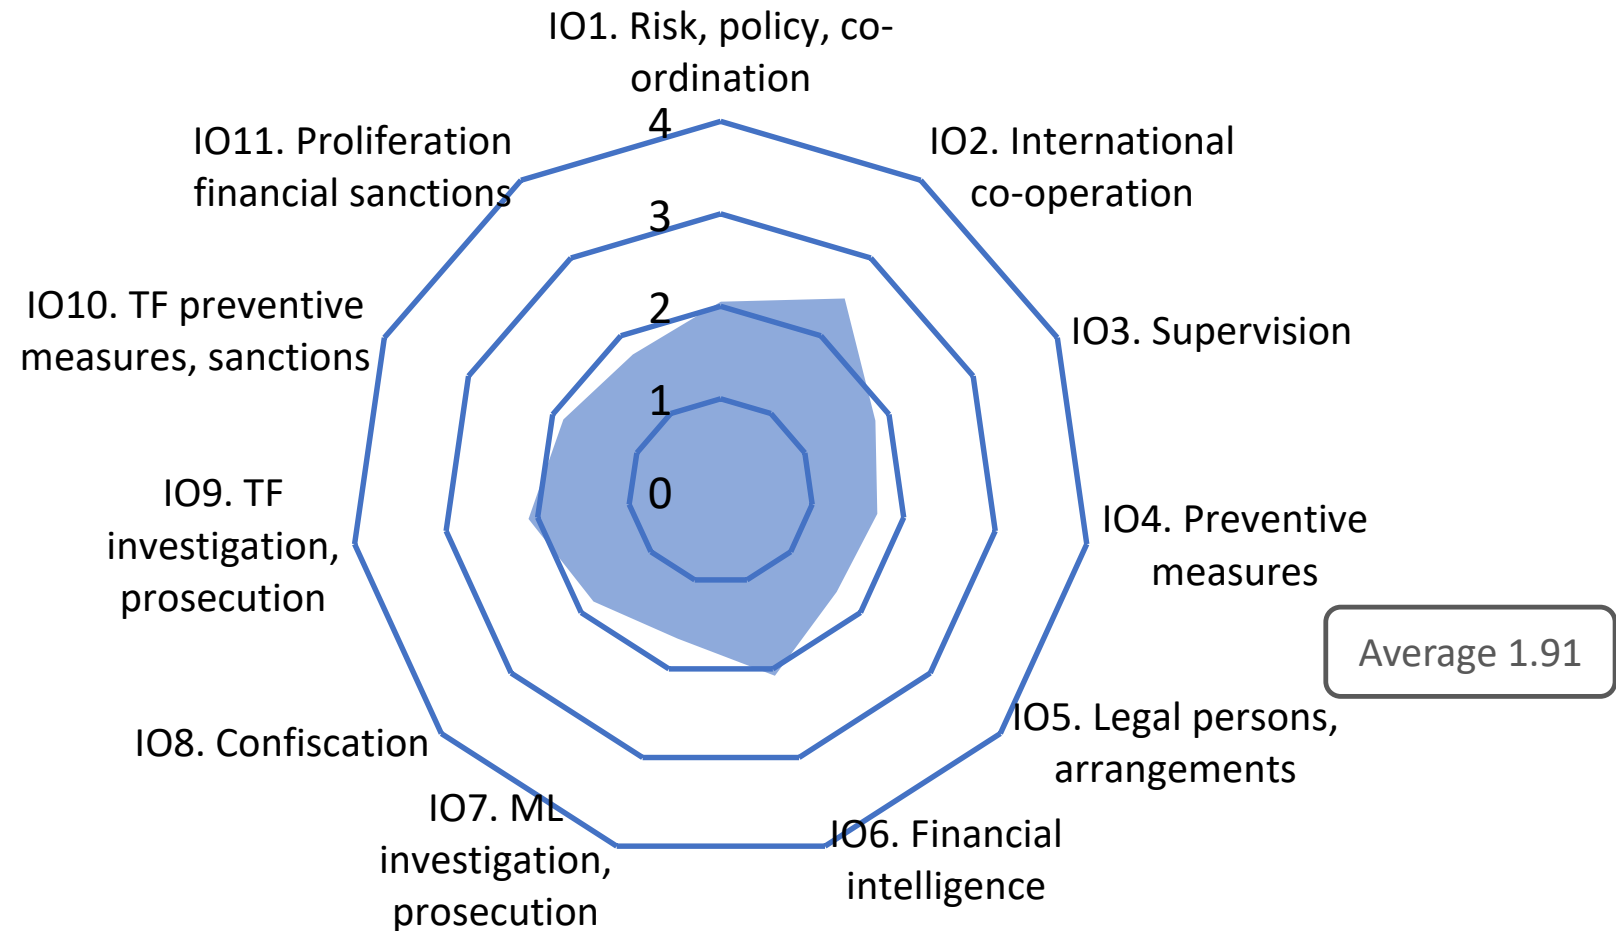 IO1. Risk, policy, co-
ordination
IO2. International
co-operation
IO3. Supervision
IO4. Preventive
measures
IO5. Legal persons,
arrangements
IO6. Financial
intelligence
IO7. ML
investigation,
prosecution
IO8. Confiscation
IO9. TF
investigation,
prosecution
IO10. TF preventive
measures, sanctions
IO11. Proliferation
financial sanctions
4
3
2
1
0
Average 1.91